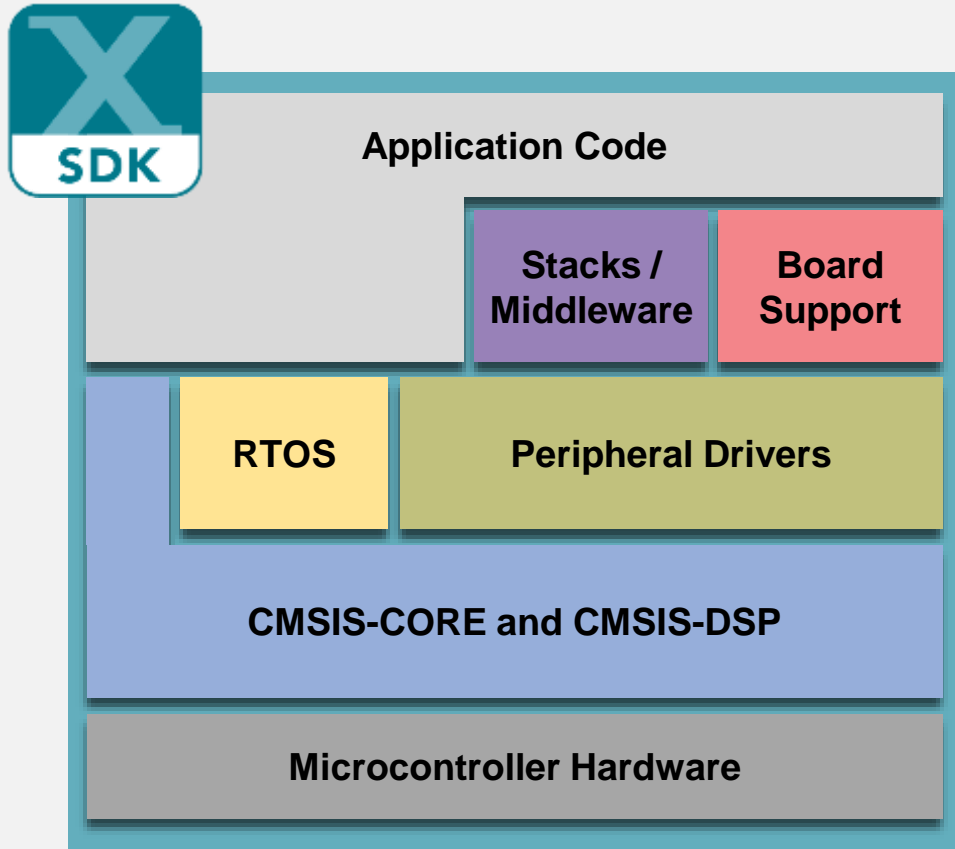 X
SDK
Application Code
Stacks /
Middleware
Board
Support
RTOS
Peripheral Drivers
CMSIS-CORE and CMSIS-DSP
Microcontroller Hardware